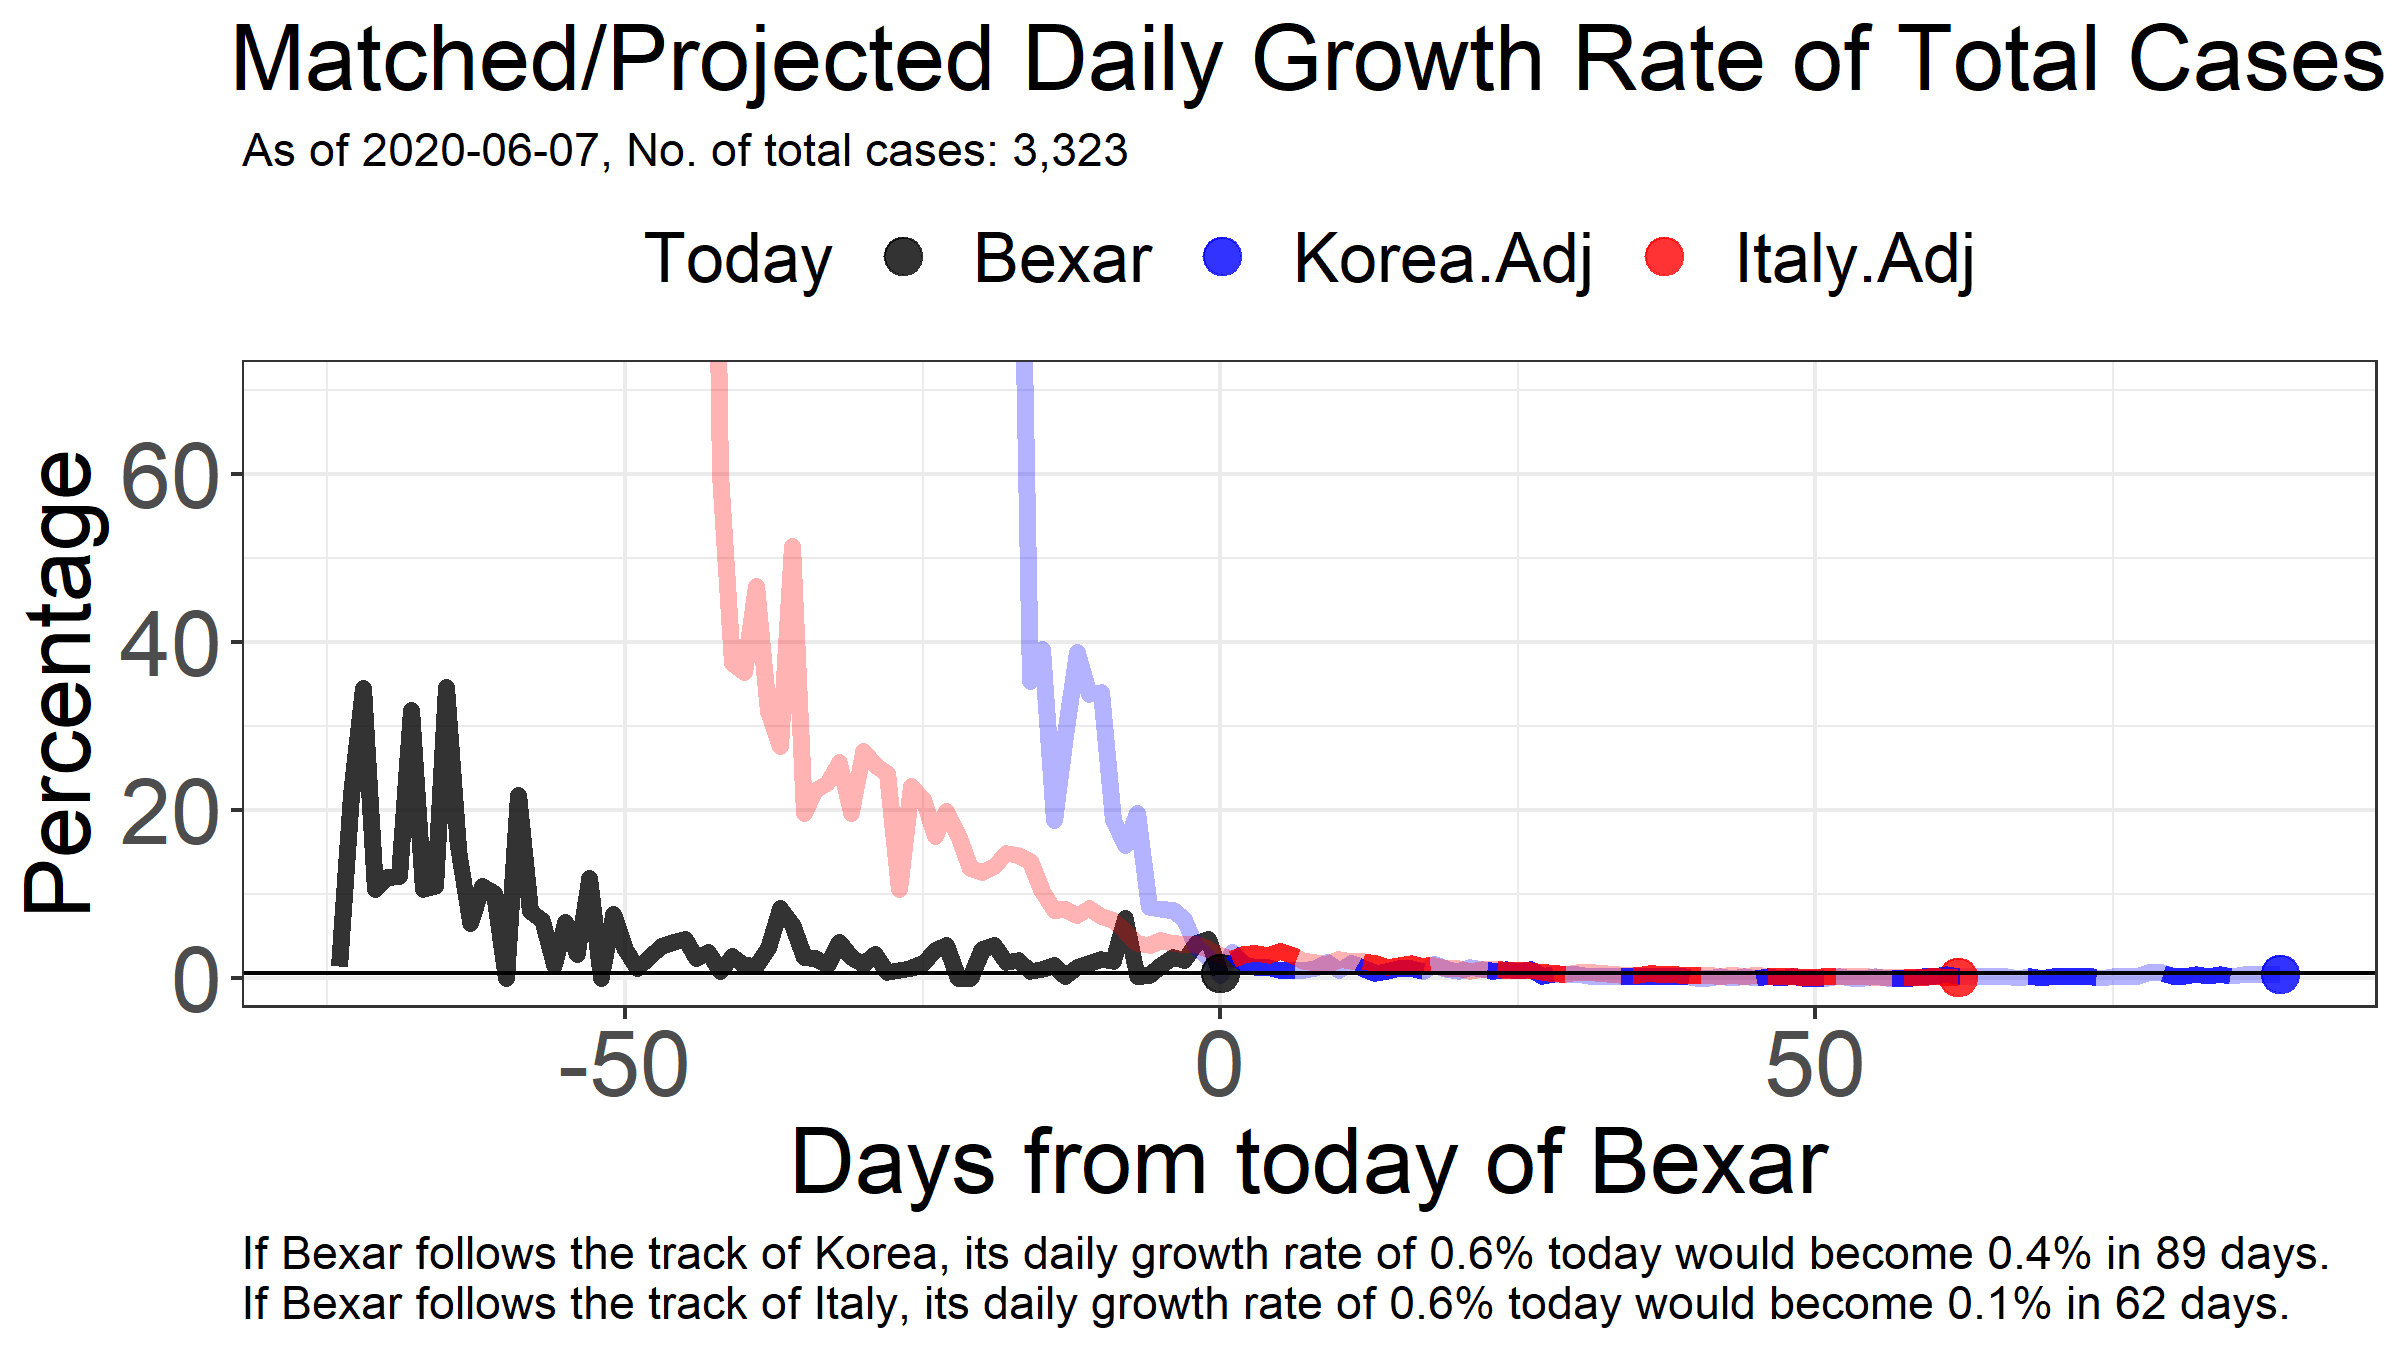 Matched/Projected Daily Growth Rate of Total Cases
As of 2020-06-07, No. of total cases: 3,323
Today Bexar Korea.Adj Italy.Adj
Percentage
60
40
20
0
-50 0 50
Days from today of Bexar
If Bexar follows the track of Korea, its daily growth rate of 0.6% today would become 0.4% in 89 days.
If Bexar follows the track of Italy, its daily growth rate of 0.6% today would become 0.1% in 62 days.